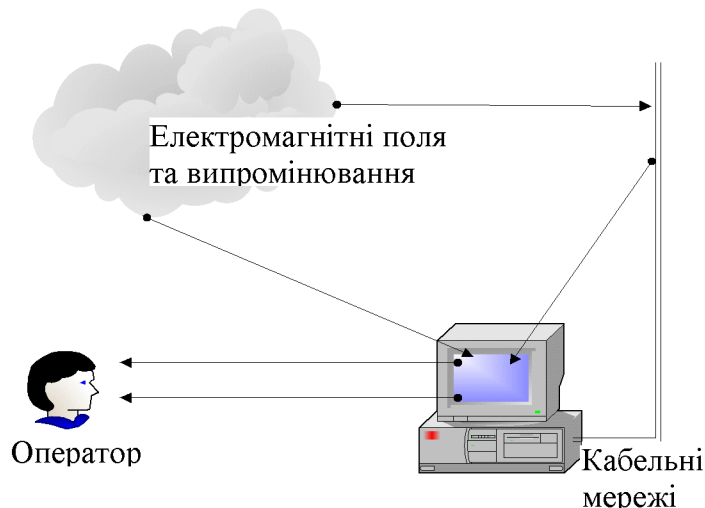 Електромагнітні поля
та випромінювання
Оператор
Кабельні
мережі